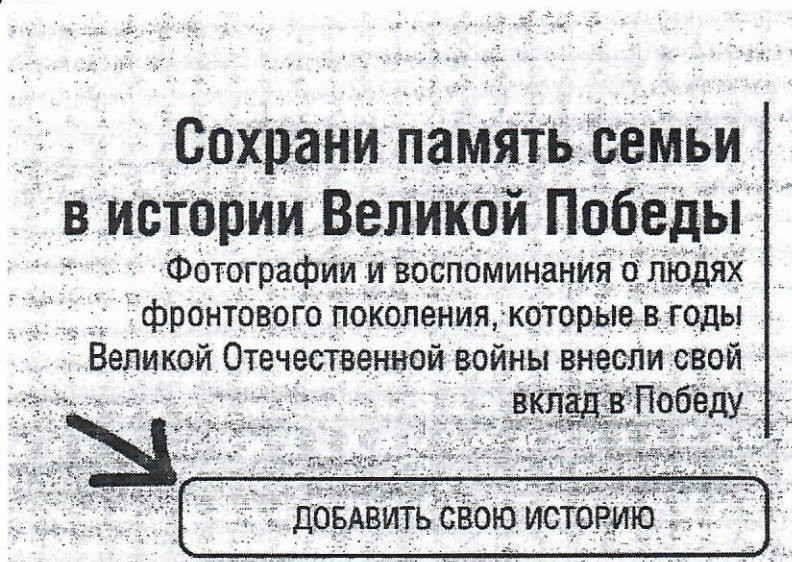 Сохрани память семьи
в истории Великой Победы
Фотографии и воспоминания о людях
фронтового поколения, которые в годы
Великой Отечественной войны внесли свой
вклад в Победу
ДОБАВИТЬ СВОЮ ИСТОРИЮ